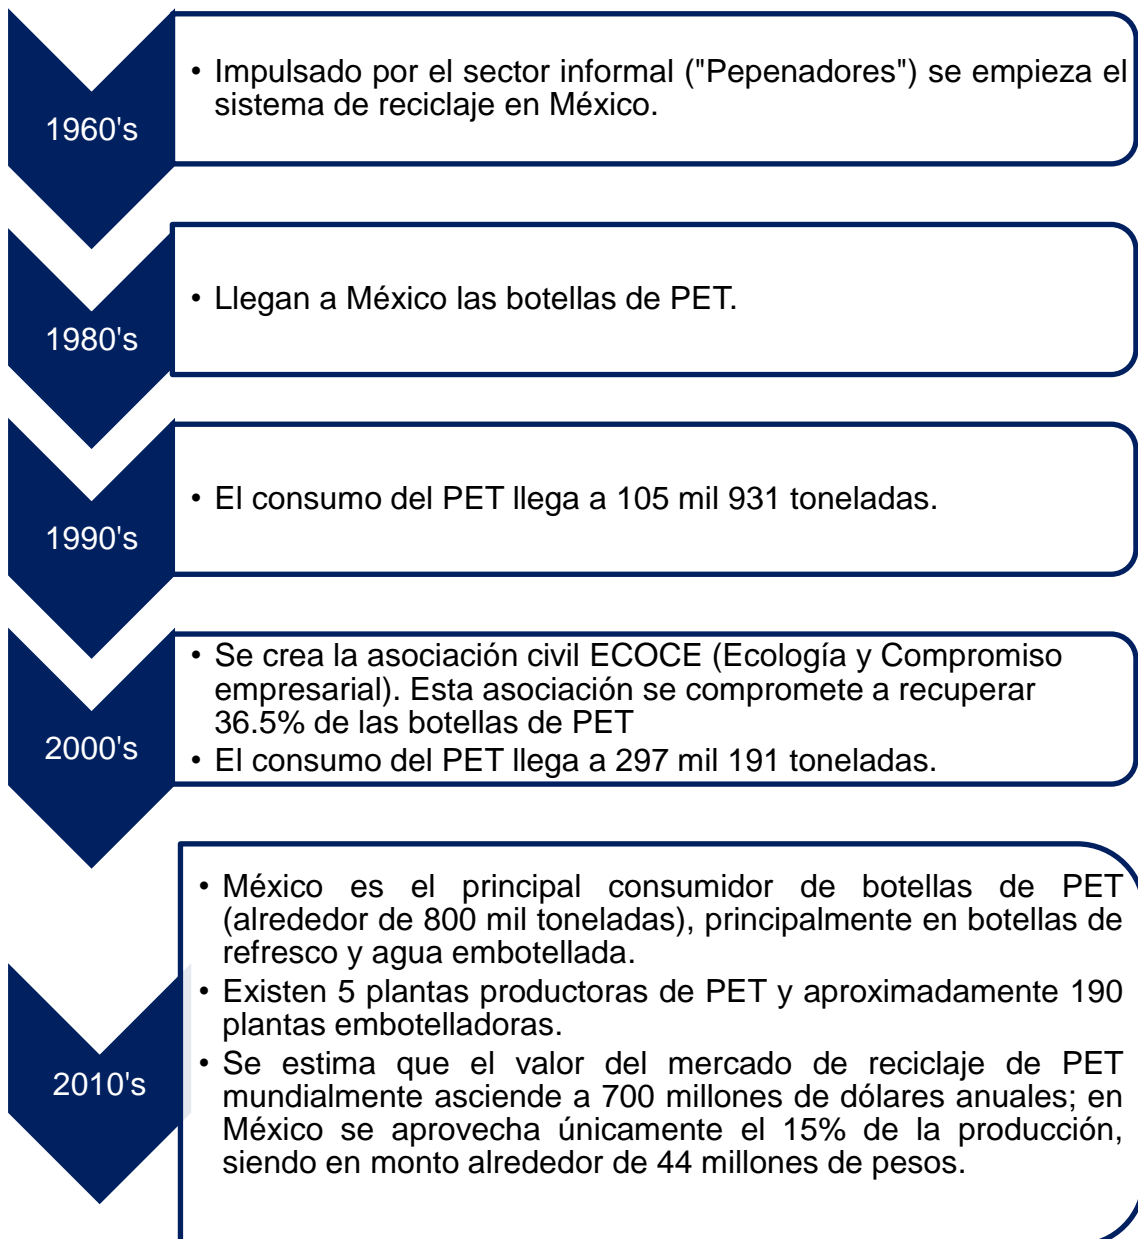 1960's
• Impulsado por el sector informal ("Pepenadores") se empieza el
sistema de reciclaje en México.
1980's
• Llegan a México las botellas de PET.
1990's
• El consumo del PET llega a 105 mil 931 toneladas.
2000's
• Se crea la asociación civil ECOCE (Ecología y Compromiso
empresarial). Esta asociación se compromete a recuperar
36.5% de las botellas de PET
• El consumo del PET llega a 297 mil 191 toneladas.
2010's
• México es el principal consumidor de botellas de PET
(alrededor de 800 mil toneladas), principalmente en botellas de
refresco y agua embotellada.
• Existen 5 plantas productoras de PET y aproximadamente 190
plantas embotelladoras.
• Se estima que el valor del mercado de reciclaje de PET
mundialmente asciende a 700 millones de dólares anuales; en
México se aprovecha únicamente el 15% de la producción,
siendo en monto alrededor de 44 millones de pesos.